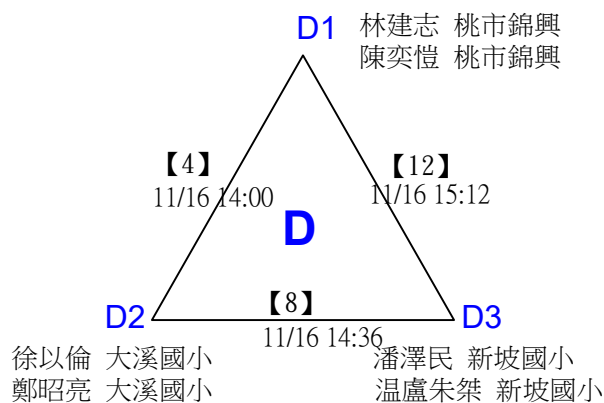 D1
林建志 桃市錦興
陳奕愷 桃市錦興
【4】
11/16 14:00
【12】
11/16 15:12
D
【8】
11/16 14:36
D2
徐以倫 大溪國小
鄭昭亮 大溪國小
D3
潘澤民 新坡國小
温盧朱桀 新坡國小